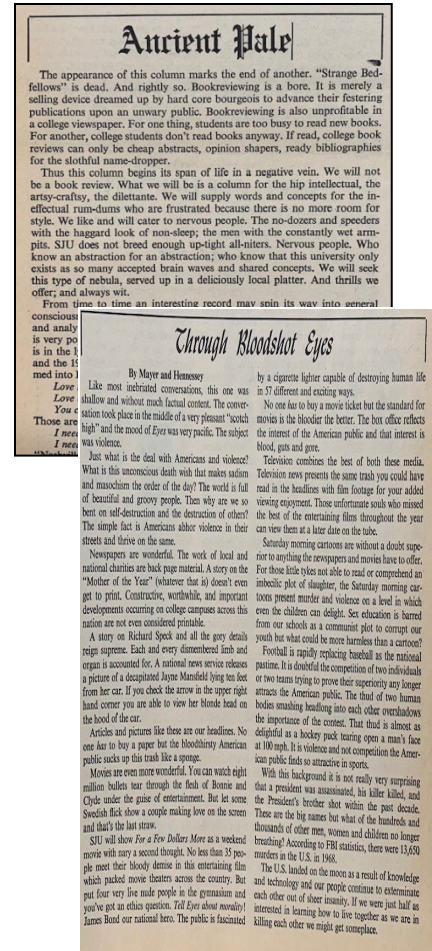 Ancient Pale
The appearance of this column marks the end of another. "Strange Bed-
fellows" is dead. And rightly so. Bookreviewing is a bore. It is merely a
selling device dreamed up by hard core bourgeois to advance their festering
publications upon an unwary public. Bookreviewing is also unprofitable in
a college viewspaper. For one thing, students are too busy to read new books.
For another, college students don't read books anyway. If read, college book
reviews can only be cheap abstracts, opinion shapers, ready bibliographies
for the slothful name-dropper.
Thus this column begins its span of life in a negative vein. We will not
be a book review. What we will be is a column for the hip intellectual, the
artsy-craftsy, the dilettante. We will supply words and concepts for the in-
effectual rum-dums who are frustrated because there is no more room for
style. We like and will cater to nervous people. The no-dozers and speeders
with the haggard look of non-sleep; the men with the constantly wet arm-
pits. SJU does not breed enough up-tight all-niters. Nervous people. Who
know an abstraction for an abstraction; who know that this university only
exists as so many accepted brain waves and shared concepts. We will seek
this type of nebula, served up in a deliciously local platter. And thrills we
offer; and always wit.
From time to time an interesting record may spin its way into general
conscious
and analy
is very po
is in the
and the 19
med into
Love
Love
You c
Those are
I nee
I nee
Through Bloodshot Eyes
By Mayer and Hennessey
Like most inebriated conversations, this one was
shallow and without much factual content. The conver-
sation took place in the middle of a very pleasant "scotch
high" and the mood of Eyes was very pacific. The subject
was violence.
Just what is the deal with Americans and violence?
What is this unconscious death wish that makes sadism
and masochism the order of the day? The world is full
of beautiful and groovy people. Then why are we so
bent on self-destruction and the destruction of others?
The simple fact is Americans abhor violence in their
streets and thrive on the same.
Newspapers are wonderful. The work of local and
national charities are back page material. A story on the
"Mother of the Year" (whatever that is) doesn't even
get to print. Constructive, worthwhile, and important
developments occurring on college campuses across this
nation are not even considered printable.
A story on Richard Speck and all the gory details
reign supreme. Each and every dismembered limb and
organ is accounted for. A national news service releases
a picture of a decapitated Jayne Mansfield lying ten feet
from her car. If you check the arrow in the upper right
hand corner you are able to view her blonde head on
the hood of the car.
Articles and pictures like these are our headlines. No
one has to buy a paper but the bloodthirsty American
public sucks up this trash like a sponge.
Movies are even more wonderful. You can watch eight
million bullets tear through the flesh of Bonnie and
Clyde under the guise of entertainment. But let some
Swedish flick show a couple making love on the screen
and that's the last straw.
SJU will show For a Few Dollars More as a weekend
movie with nary a second thought. No less than 35 peo-
ple meet their bloody demise in this entertaining film
which packed movie theaters across the country. But
put four very live nude people in the gymnasium and
you've got an ethics question. Tell Eyes about morality!
James Bond our national hero. The public is fascinated
by a cigarette lighter capable of destroying human life
in 57 different and exciting ways.
No one has to buy a movie ticket but the standard for
movies is the bloodier the better. The box office reflects
the interest of the American public and that interest is
blood, guts and gore.
Television combines the best of both these media.
Television news presents the same trash you could have
read in the headlines with film footage for your added
viewing enjoyment. Those unfortunate souls who missed
the best of the entertaining films throughout the year
can view them at a later date on the tube.
Saturday morning cartoons are without a doubt supe-
rior to anything the newspapers and movies have to offer.
For those little tykes not able to read or comprehend an
imbecilic plot of slaughter, the Saturday morning car-
toons present murder and violence on a level in which
even the children can delight. Sex education is barred
from our schools as a communist plot to corrupt our
youth but what could be more harmless than a cartoon?
Football is rapidly replacing baseball as the national
pastime. It is doubtful the competition of two individuals
or two teams trying to prove their superiority any longer
attracts the American public. The thud of two human
bodies smashing headlong into each other overshadows
the importance of the contest. That thud is almost as
delightful as a hockey puck tearing open a man's face
at 100 mph. It is violence and not competition the Amer-
ican public finds so attractive in sports.
With this background it is not really very surprising
that a president was assassinated, his killer killed, and
the President's brother shot within the past decade.
These are the big names but what of the hundreds and
thousands of other men, women and children no longer
breathing? According to FBI statistics, there were 13,650
murders in the U.S. in 1968.
The U.S. landed on the moon as a result of knowledge
and technology and our people continue to exterminate
each other out of sheer insanity. If we were just half as
interested in learning how to live together as we are in
killing each other we might get someplace.